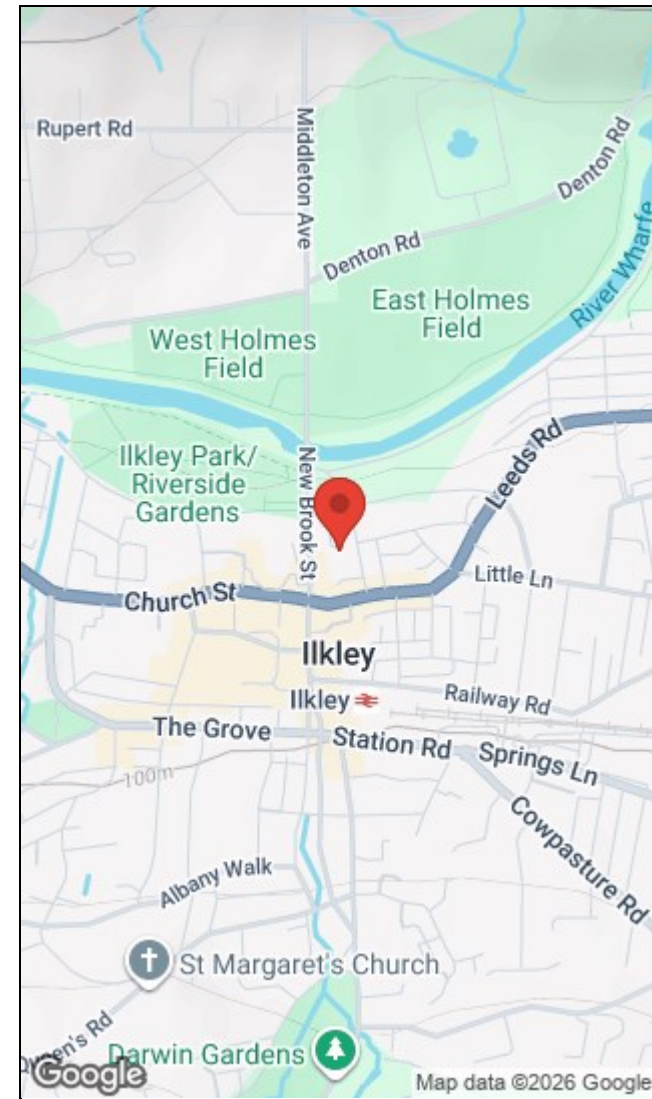 Rupert Rd
Middleton Ave
Denton Rd
Denton Rd
River Wharfe
East Holmes
Field
West Holmes
Field
Ilkley Park/
Riverside
Gardens
New Brook St
Leeds Rd
Little Ln
Church St
Ilkley
Ilkley
Railway Rd
The Grove
Station Rd
Springs Ln
100m
Cowpasture Rd
Albany Walk
St Margaret's Church
Queen's Rd
Darwin Gardens
Google
Map data ©2026 Google